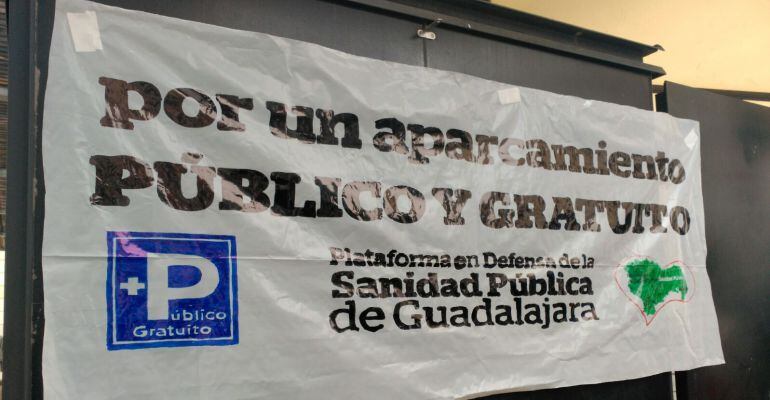 por un aparcamiento
PÚBLICO Y GRATUITO
+P
úblico
Gratuito
Plataforma en Defensa de la
Sanidad Pública
de Guadalajara